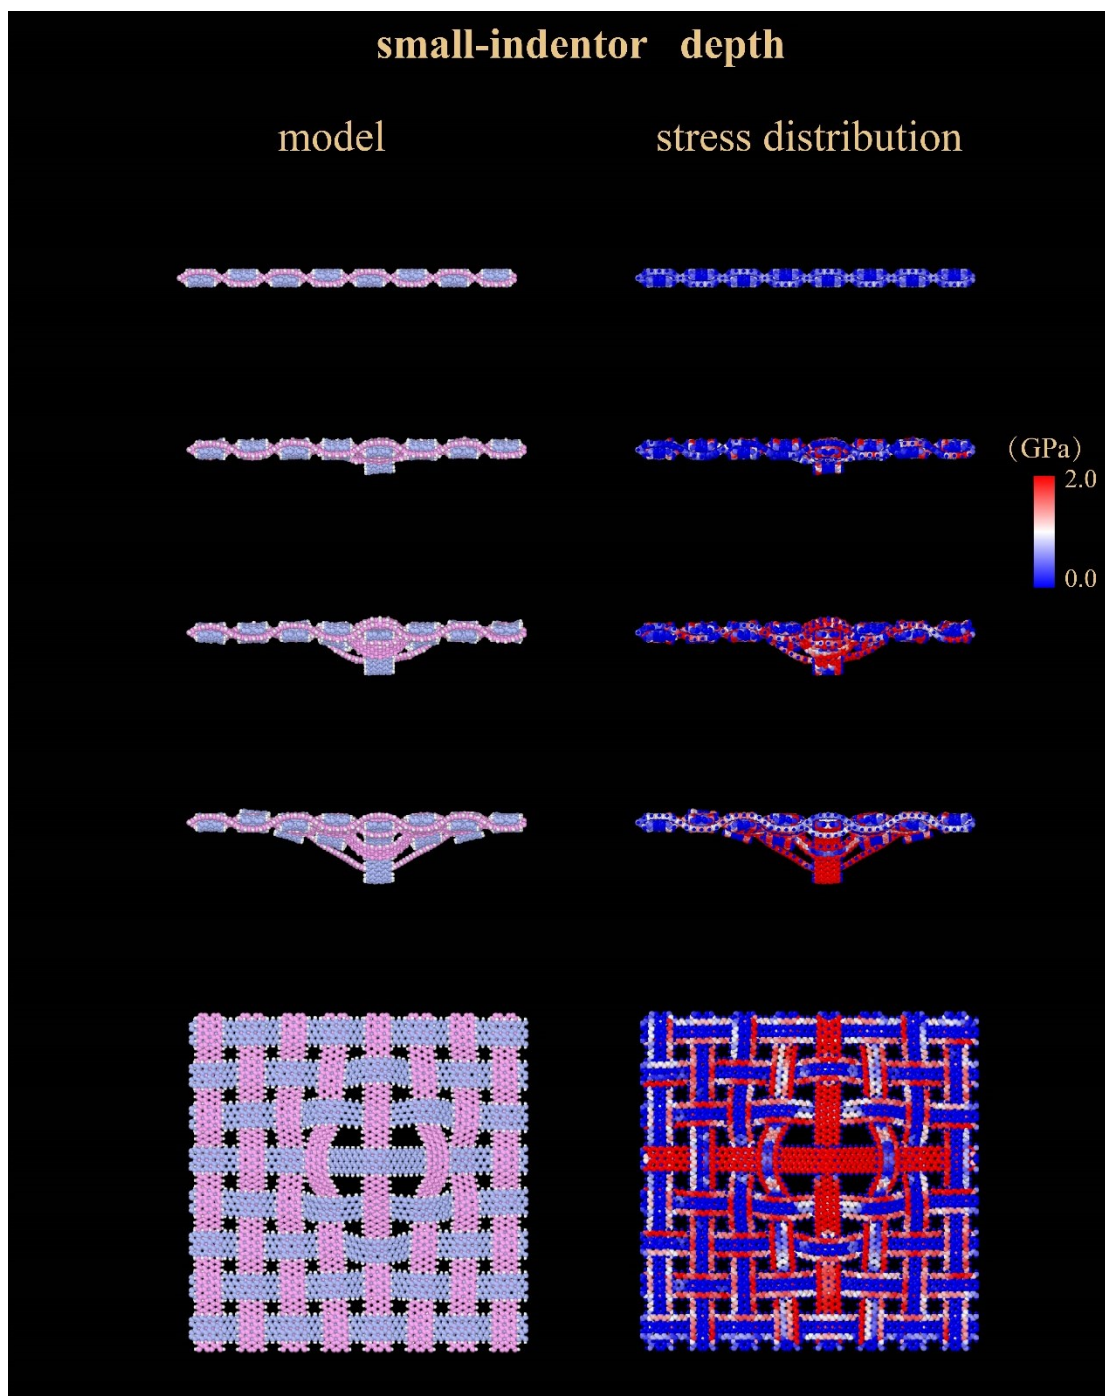 small-indentor depth
model stress distribution
（GPa）
2.0
0.0